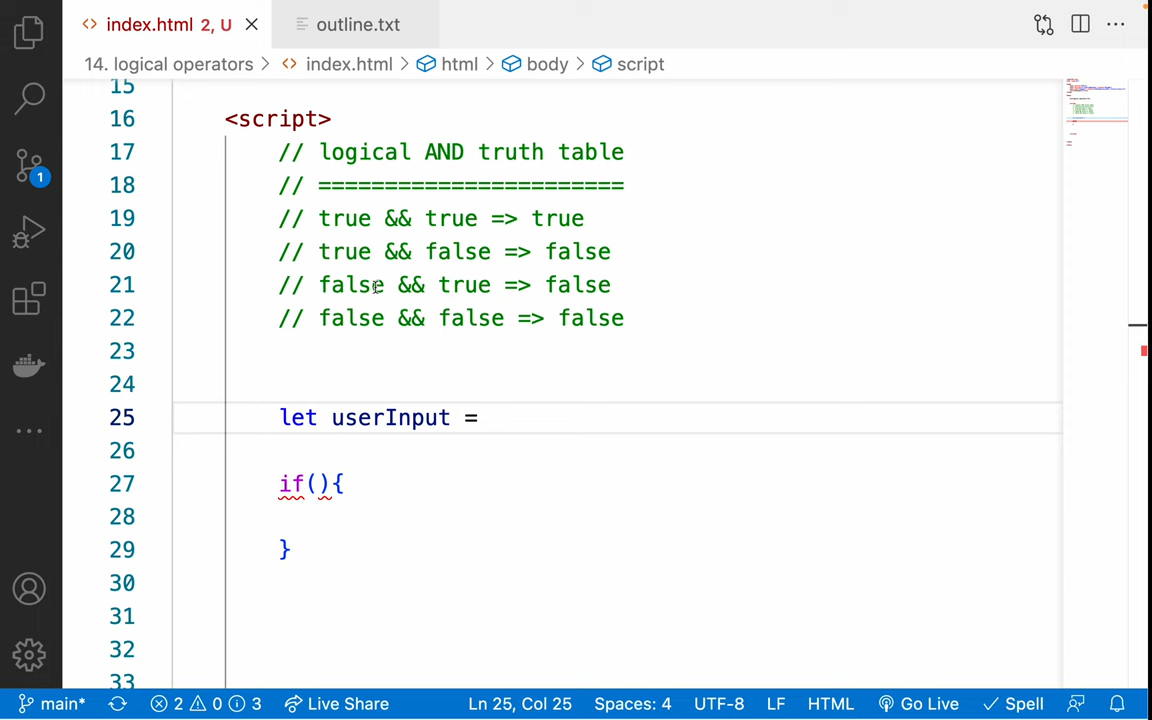 index.html 2, U
outline.txt
14. logical operators > index.html > html > body > script
15
16 <script>
17 // logical AND truth table
18 // =======================
19 // true && true => true
20 // true && false => false
21 // false && true => false
22 // false && false => false
23
24
25 let userInput =
26
27 if(){
28
29 }
30
31
32
33
1
main* 2 0 3 Live Share Ln 25, Col 25 Spaces: 4 UTF-8 LF HTML Go Live Spell